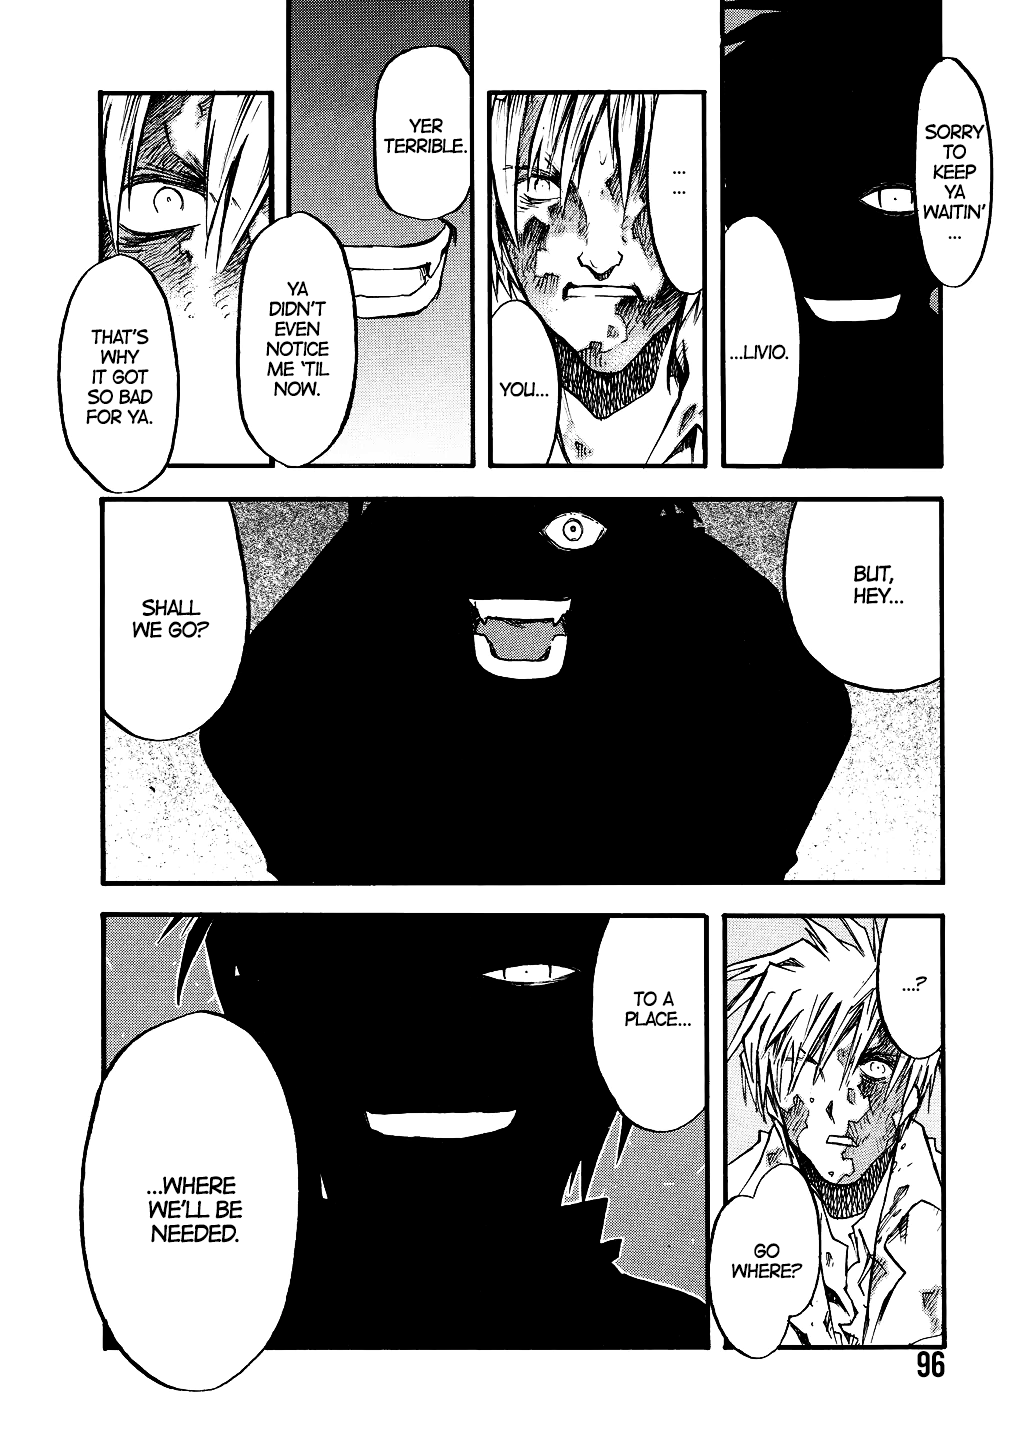 SORRY
TO
KEEP
YA
WAITIN'
...
...LIVIO.
...
...
YOU...
YER
TERRIBLE.
YA
DIDN'T
EVEN
NOTICE
ME 'TIL
NOW.
THAT'S
WHY
IT GOT
SO BAD
FOR YA.
BUT,
HEY...
SHALL
WE GO?
...?
GO
WHERE?
TO A
PLACE...
...WHERE
WE'LL BE
NEEDED.
96